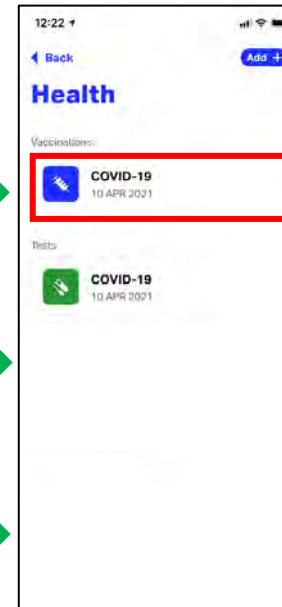 12:22
Back
Add +
Health
Vaccinations
COVID-19
10 APR 2021
Tests
COVID-19
10 APR 2021